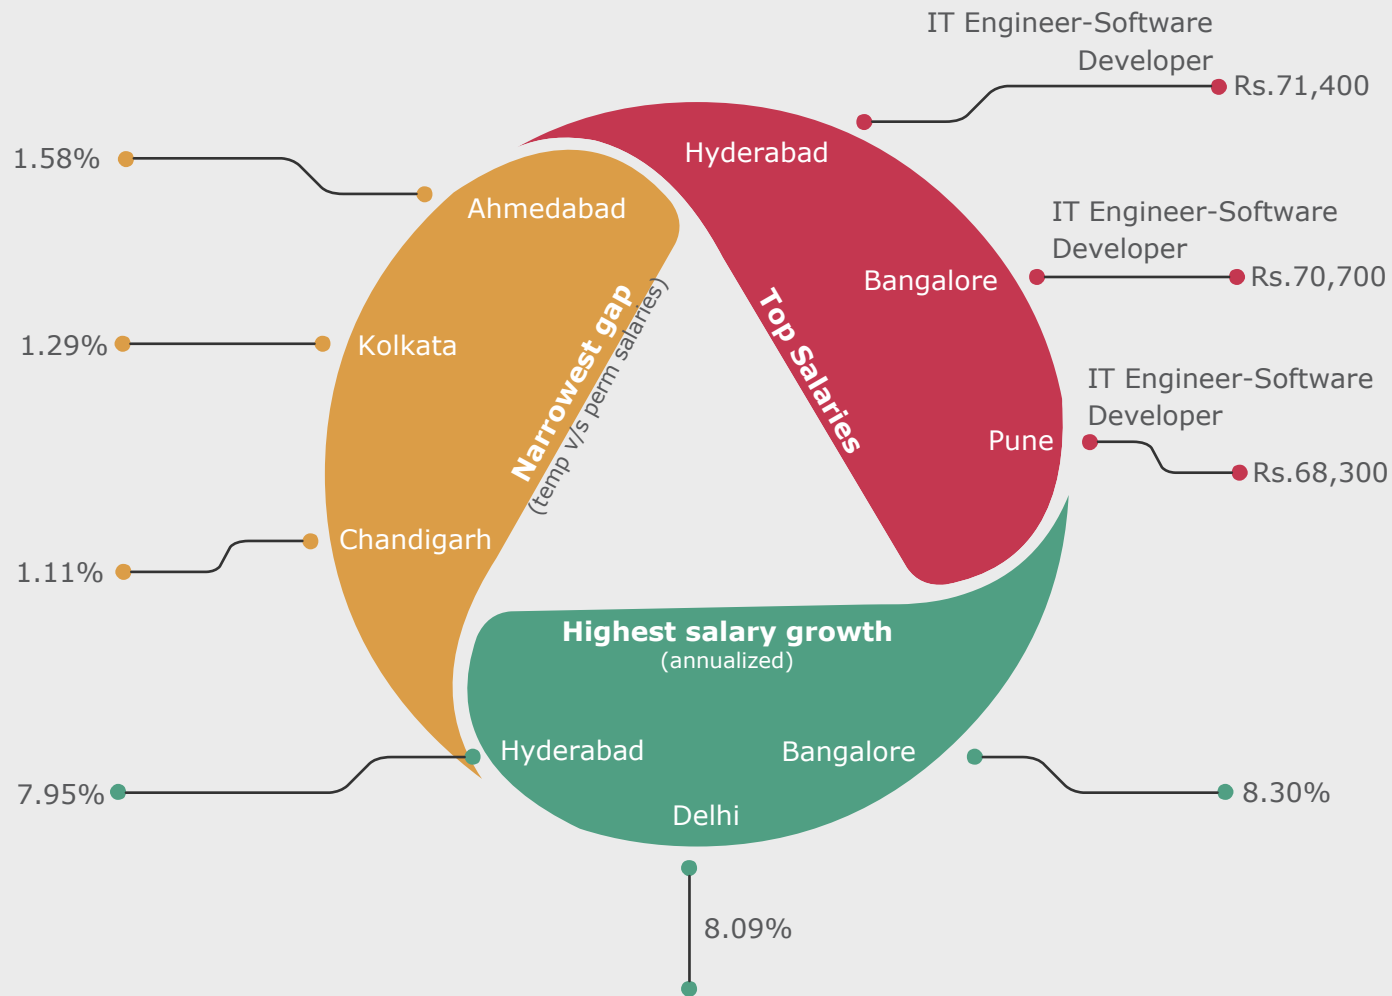 IT Engineer-Software
Developer
Rs.71,400
Hyderabad
IT Engineer-Software
Developer
Rs.70,700
Bangalore
IT Engineer-Software
Developer
Rs.68,300
Pune
Top Salaries
1.58%
Ahmedabad
1.29%
Kolkata
1.11%
Chandigarh
Narrowest gap
(temp v/s perm salaries)
Highest salary growth
(annualized)
Hyderabad
7.95%
Bangalore
8.30%
Delhi
8.09%